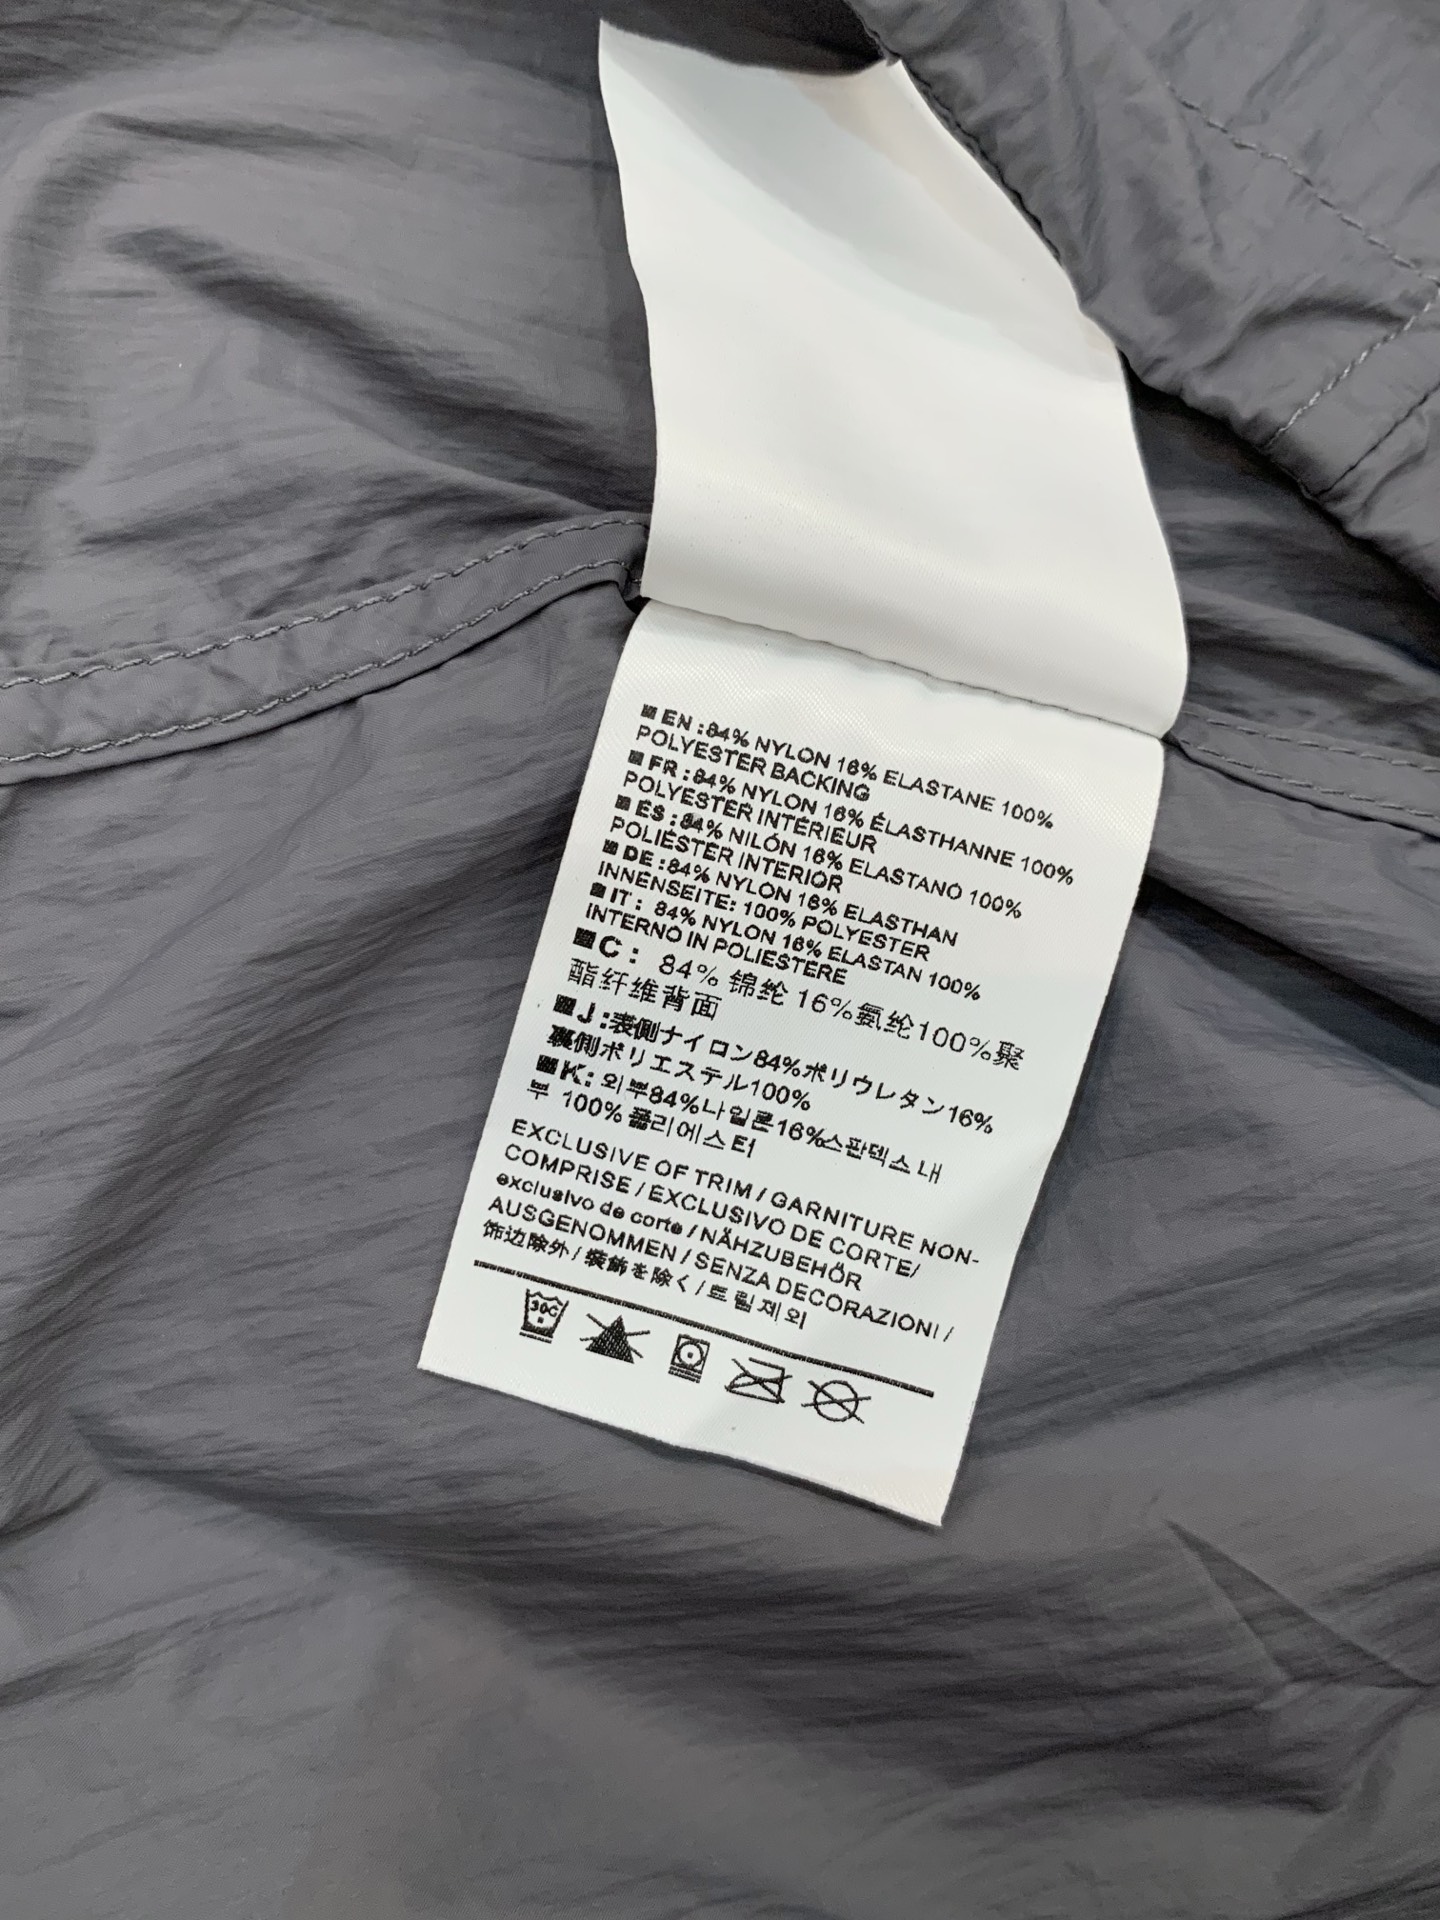 EN :84% NYLON 16% ELASTANE 100%
POLYESTER BACKING
FR :84% NYLON 16% ÉLASTHANNE 100%
POLYESTER INTÉRIEUR
ES :84% NILÓN 16% ELASTANO 100%
POLIÉSTER INTERIOR
DE :84% NYLON 16% ELASTHAN
INNENSEITE: 100% POLYESTER
IT : 84% NYLON 16% ELASTAN 100%
INTERNO IN POLIESTERE
C : 84% 锦纶 16%氨纶100%聚
酯纤维背面
J :表側ナイロン84%ポリウレタン16%
裏側ポリエステル100%
K: 외부84%나일론16%스판덱스 내
부 100% 폴리에스터
EXCLUSIVE OF TRIM / GARNITURE NON-
COMPRISE / EXCLUSIVO DE CORTE/
exclusivo de corte / NÄHZUBEHÖR
AUSGENOMMEN / SENZA DECORAZIONI /
饰边除外/装飾を除く/트림제외
30C